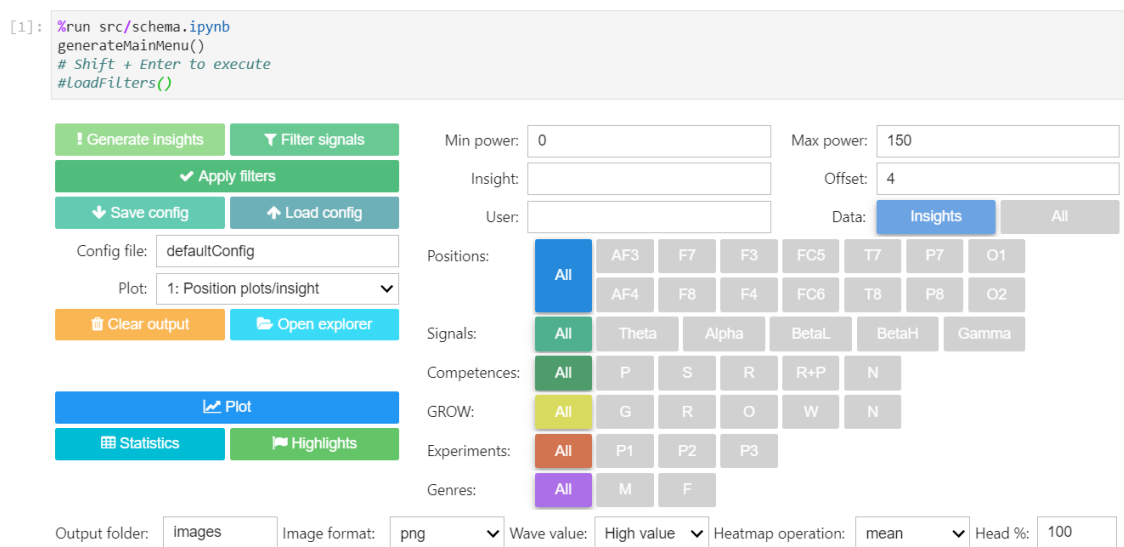 [1]: %run src/schema.ipynb
generateMainMenu()
# Shift + Enter to execute
#loadFilters()
Generate insights Filter signals
Apply filters
Save config Load config
Config file: defaultConfig
Plot: 1: Position plots/insight
Clear output Open explorer
Plot
Statistics Highlights
Min power: 0 Max power: 150
Insight: Offset: 4
User: Data: Insights All
Positions: All AF3 F7 F3 FC5 T7 P7 O1
AF4 F8 F4 FC6 T8 P8 O2
Signals: All Theta Alpha BetaL BetaH Gamma
Competences: All P S R R+P N
GROW: All G R O W N
Experiments: All P1 P2 P3
Genres: All M F
Output folder: images Image format: png Wave value: High value Heatmap operation: mean Head %: 100